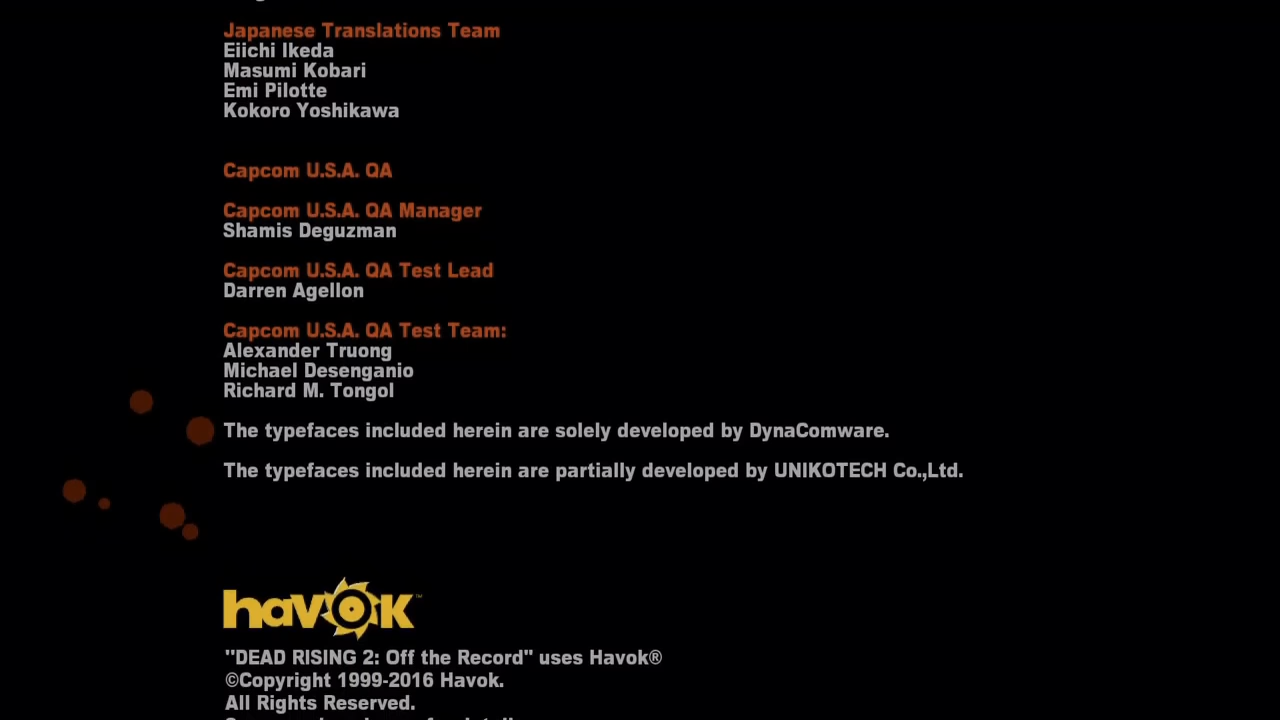 Japanese Translations Team
Eiichi Ikeda
Masumi Kobari
Emi Pilotte
Kokoro Yoshikawa
Capcom U.S.A. QA
Capcom U.S.A. QA Manager
Shamis Deguzman
Capcom U.S.A. QA Test Lead
Darren Agellon
Capcom U.S.A. QA Test Team:
Alexander Truong
Michael Desenganio
Richard M. Tongol
The typefaces included herein are solely developed by DynaComware.
The typefaces included herein are partially developed by UNIKOTECH Co.,Ltd.
havok™
"DEAD RISING 2: Off the Record" uses Havok®
©Copyright 1999-2016 Havok.
All Rights Reserved.